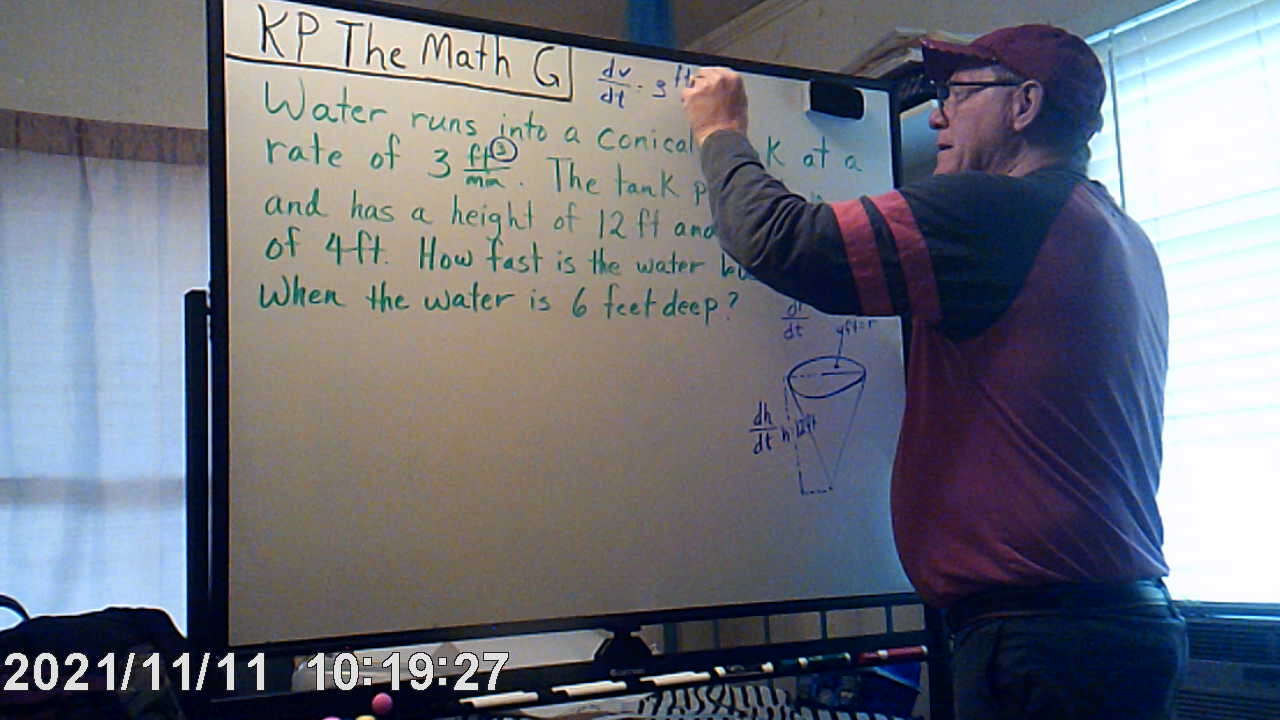 KP The Math G
dv/dt = 3 ft
Water runs into a conical K at a
rate of 3 ft³/min. The tank p
and has a height of 12 ft and
of 4ft. How fast is the water
When the water is 6 feet deep?
dt
4ft=r
dh/dt h=12ft
2021/11/11 10:19:27